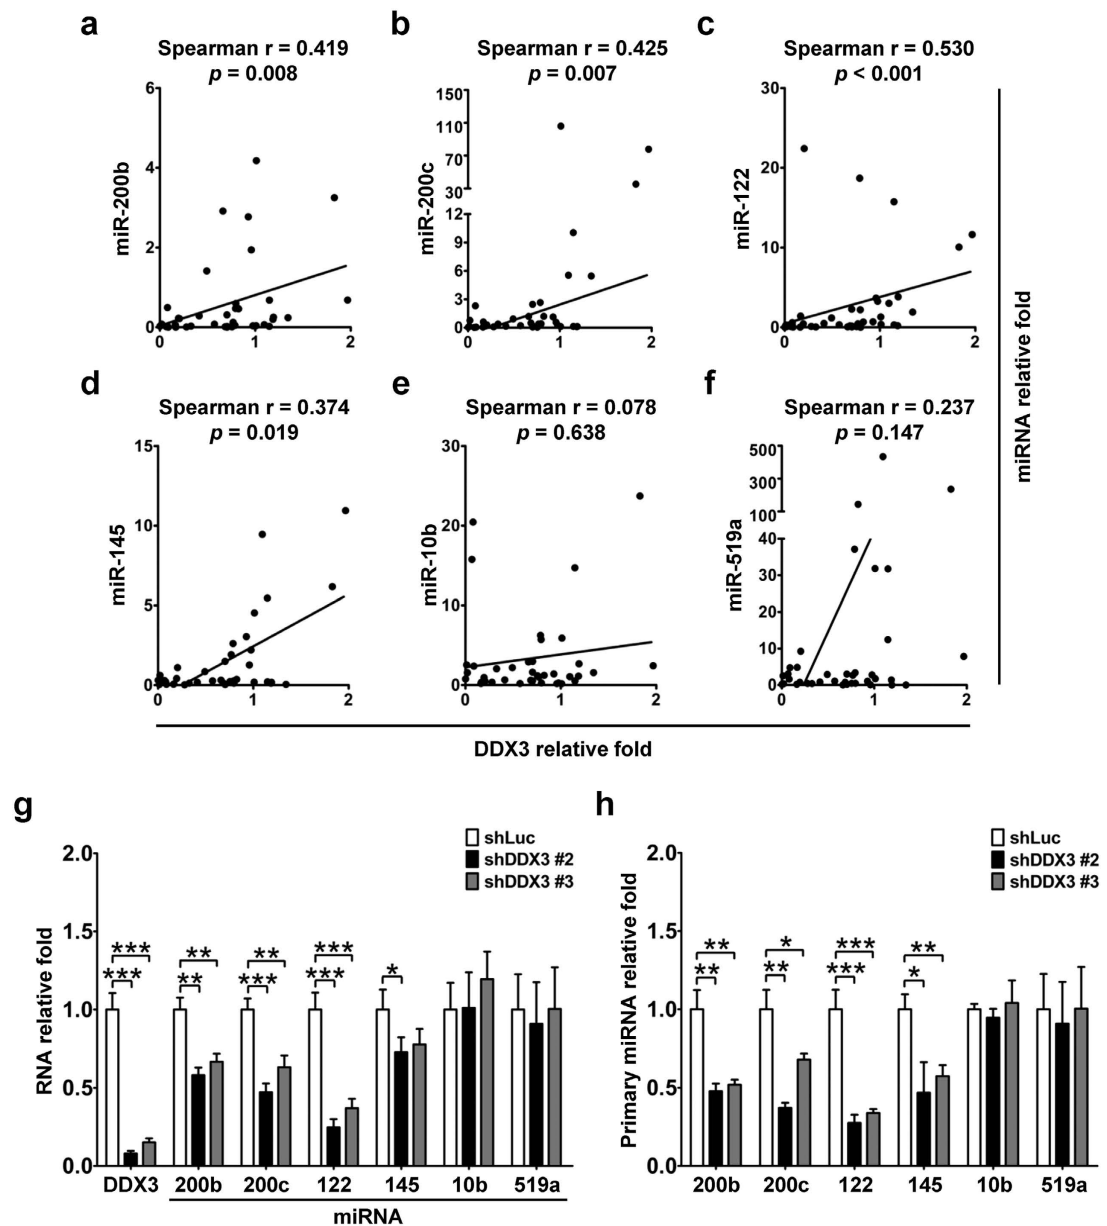 a
Spearman r = 0.419
p = 0.008
miR-200b
6
4
2
0
0 1 2
b
Spearman r = 0.425
p = 0.007
miR-200c
150
110
70
30
12
9
6
3
0
0 1 2
c
Spearman r = 0.530
p < 0.001
miR-122
30
20
10
0
0 1 2
d
Spearman r = 0.374
p = 0.019
miR-145
15
10
5
0
0 1 2
e
Spearman r = 0.078
p = 0.638
miR-10b
30
20
10
0
0 1 2
f
Spearman r = 0.237
p = 0.147
miR-519a
500
300
100
40
30
20
10
0
0 1 2
miRNA relative fold
DDX3 relative fold
g
shLuc
shDDX3 #2
shDDX3 #3
RNA relative fold
2.0
1.5
1.0
0.5
0.0
*** ** ** ***
*** ** *** *** *
DDX3 200b 200c 122 145 10b 519a
miRNA
h
shLuc
shDDX3 #2
shDDX3 #3
Primary miRNA relative fold
2.0
1.5
1.0
0.5
0.0
** * *** **
** ** *** *
200b 200c 122 145 10b 519a